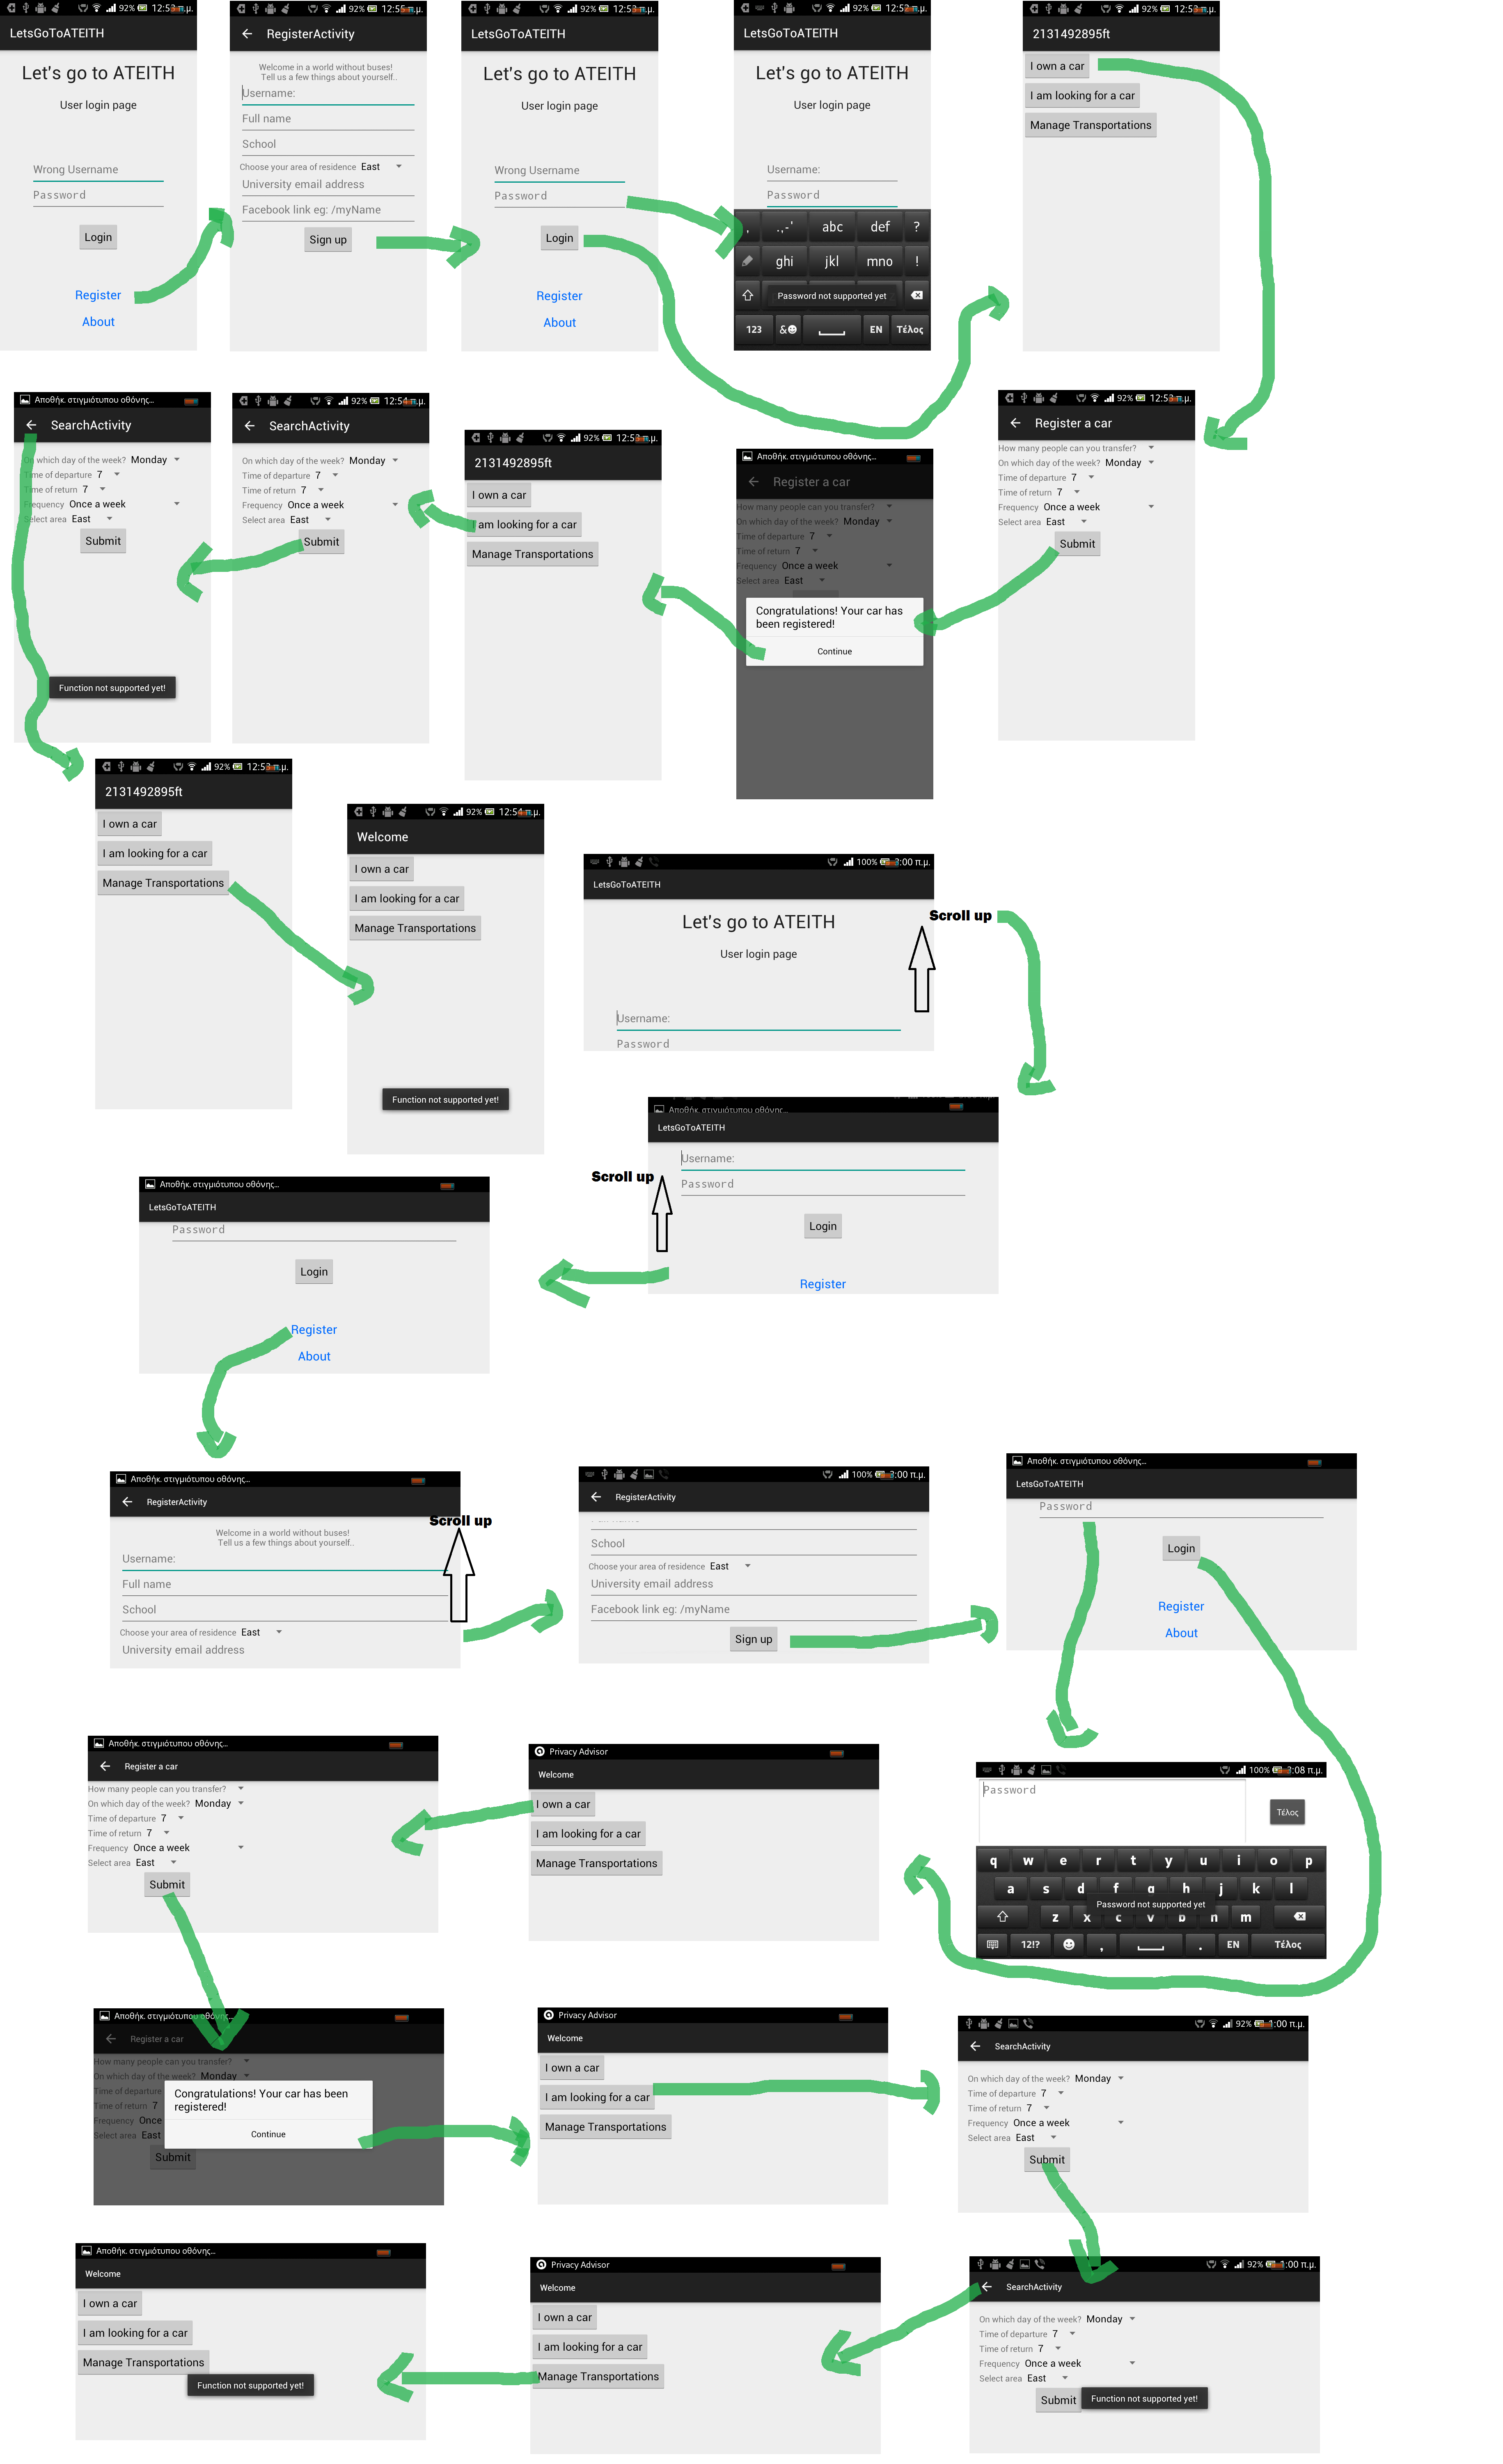 92% 12:53 π.μ.
LetsGoToATEITH
Let's go to ATEITH
User login page
Wrong Username
Password
Login
Register
About
92% 12:55 π.μ.
RegisterActivity
Welcome in a world without buses!
Tell us a few things about yourself..
Username:
Full name
School
Choose your area of residence East
University email address
Facebook link eg: /myName
Sign up
92% 12:53 π.μ.
LetsGoToATEITH
Let's go to ATEITH
User login page
Wrong Username
Password
Login
Register
About
92% 12:52 π.μ.
LetsGoToATEITH
Let's go to ATEITH
User login page
Username:
Password
, .,-' abc def ?
ghi jkl mno !
Password not supported yet
123 &☻ EN Τέλος
92% 12:53 π.μ.
2131492895ft
I own a car
I am looking for a car
Manage Transportations
Αποθήκ. στιγμιότυπου οθόνης...
SearchActivity
On which day of the week? Monday
Time of departure 7
Time of return 7
Frequency Once a week
Select area East
Submit
Function not supported yet!
92% 12:54 π.μ.
SearchActivity
On which day of the week? Monday
Time of departure 7
Time of return 7
Frequency Once a week
Select area East
Submit
92% 12:53 π.μ.
2131492895ft
I own a car
I am looking for a car
Manage Transportations
Αποθήκ. στιγμιότυπου οθόνης...
Register a car
How many people can you transfer?
On which day of the week? Monday
Time of departure 7
Time of return 7
Frequency Once a week
Select area East
Congratulations! Your car has
been registered!
Continue
92% 12:53 π.μ.
Register a car
How many people can you transfer?
On which day of the week? Monday
Time of departure 7
Time of return 7
Frequency Once a week
Select area East
Submit
92% 12:53 π.μ.
2131492895ft
I own a car
I am looking for a car
Manage Transportations
92% 12:54 π.μ.
Welcome
I own a car
I am looking for a car
Manage Transportations
Function not supported yet!
100% :00 π.μ.
LetsGoToATEITH
Let's go to ATEITH
User login page
Username:
Password
Scroll up
Αποθήκ. στιγμιότυπου οθόνης...
LetsGoToATEITH
Username:
Password
Login
Register
Scroll up
Αποθήκ. στιγμιότυπου οθόνης...
LetsGoToATEITH
Password
Login
Register
About
Αποθήκ. στιγμιότυπου οθόνης...
RegisterActivity
Scroll up
Welcome in a world without buses!
Tell us a few things about yourself..
Username:
Full name
School
Choose your area of residence East
University email address
100% :00 π.μ.
RegisterActivity
School
Choose your area of residence East
University email address
Facebook link eg: /myName
Sign up
Αποθήκ. στιγμιότυπου οθόνης...
LetsGoToATEITH
Password
Login
Register
About
Αποθήκ. στιγμιότυπου οθόνης...
Register a car
How many people can you transfer?
On which day of the week? Monday
Time of departure 7
Time of return 7
Frequency Once a week
Select area East
Submit
Privacy Advisor
Welcome
I own a car
I am looking for a car
Manage Transportations
100% :08 π.μ.
Password
Τέλος
q w e r t y u i o p
a s d f g h j k l
Password not supported yet
z x c v b n m
12!? , . EN Τέλος
Αποθήκ. στιγμιότυπου οθόνης...
Register a car
How many people can you transfer?
On which day of the week? Monday
Time of departure
Time of return 7
Frequency Once
Select area East
Congratulations! Your car has been
registered!
Continue
Submit
Privacy Advisor
Welcome
I own a car
I am looking for a car
Manage Transportations
92% :00 π.μ.
SearchActivity
On which day of the week? Monday
Time of departure 7
Time of return 7
Frequency Once a week
Select area East
Submit
Αποθήκ. στιγμιότυπου οθόνης...
Welcome
I own a car
I am looking for a car
Manage Transportations
Function not supported yet!
Privacy Advisor
Welcome
I own a car
I am looking for a car
Manage Transportations
92% :00 π.μ.
SearchActivity
On which day of the week? Monday
Time of departure 7
Time of return 7
Frequency Once a week
Select area East
Submit
Function not supported yet!